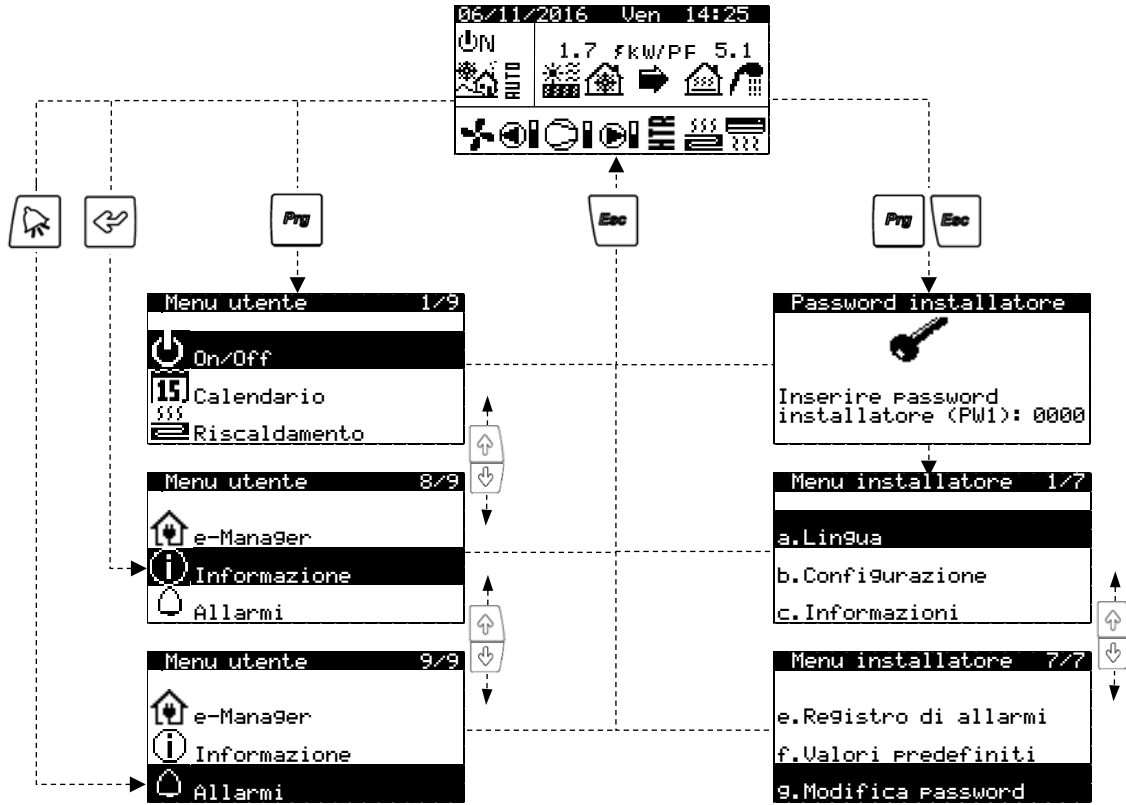 06/11/2016 Ven 14:25
ON
AUTO
1.7 kW/PF 5.1
HTR
Prg
Esc
Prg
Esc
Menu utente 1/9
On/Off
15
Calendario
Riscaldamento
Password installatore
Inserire password
installatore (PW1): 0000
Menu utente 8/9
e-Manager
Informazione
Allarmi
Menu installatore 1/7
a.Lingua
b.Configurazione
c.Informazioni
Menu utente 9/9
e-Manager
Informazione
Allarmi
Menu installatore 7/7
e.Registro di allarmi
f.Valori predefiniti
g.Modifica password